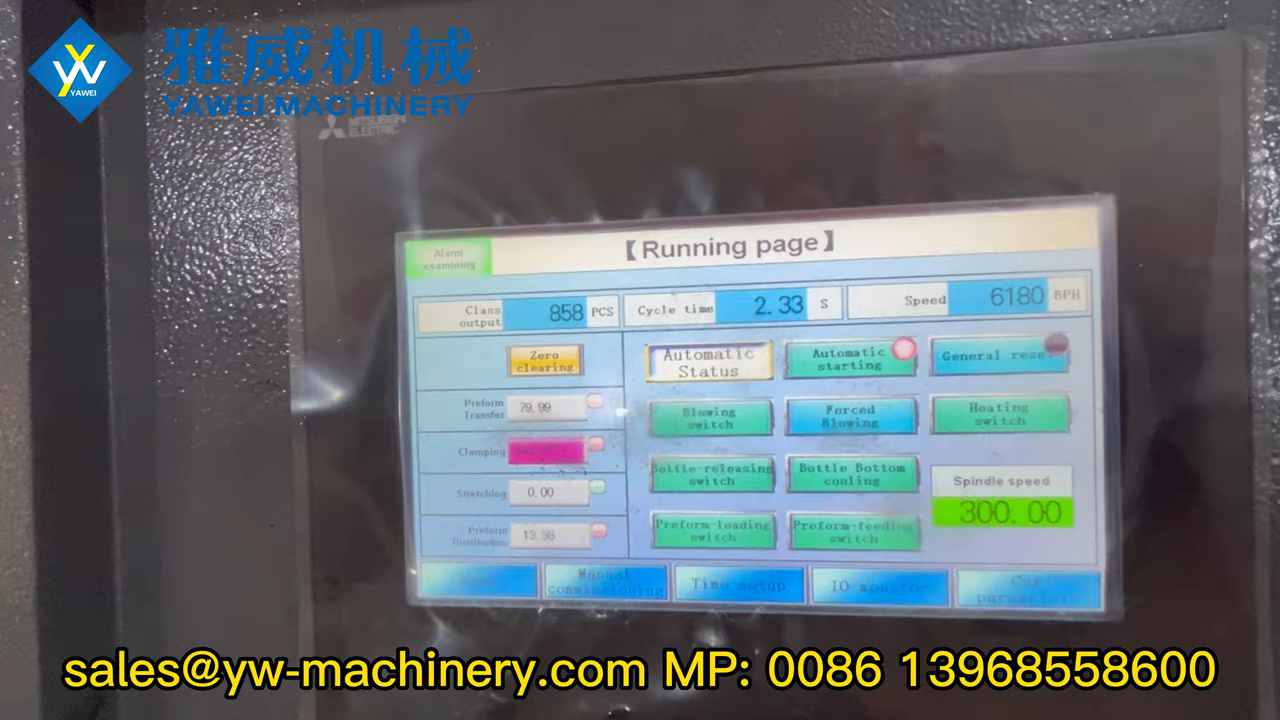 雅威机械
YAWEI MACHINERY
YW
YAWEI
MITSUBISHI
ELECTRIC
Alarm
examining
【Running page】
Class
output
858
PCS
Cycle time
2.33
S
Speed
6180
BPH
Zero
clearing
Automatic
Status
Automatic
starting
General rese
Preform
Transfer
79.99
Blowing
switch
Forced
Blowing
Heating
switch
Clamping
Stretching
0.00
Bottle-releasing
switch
Bottle Bottom
cooling
Spindle speed
300.00
Preform
Distribution
13.36
Preform-loading
switch
Preform-feeding
switch
Manual
commissioning
Time setup
IO monitor
Cam
parameters
sales@yw-machinery.com MP: 0086 13968558600